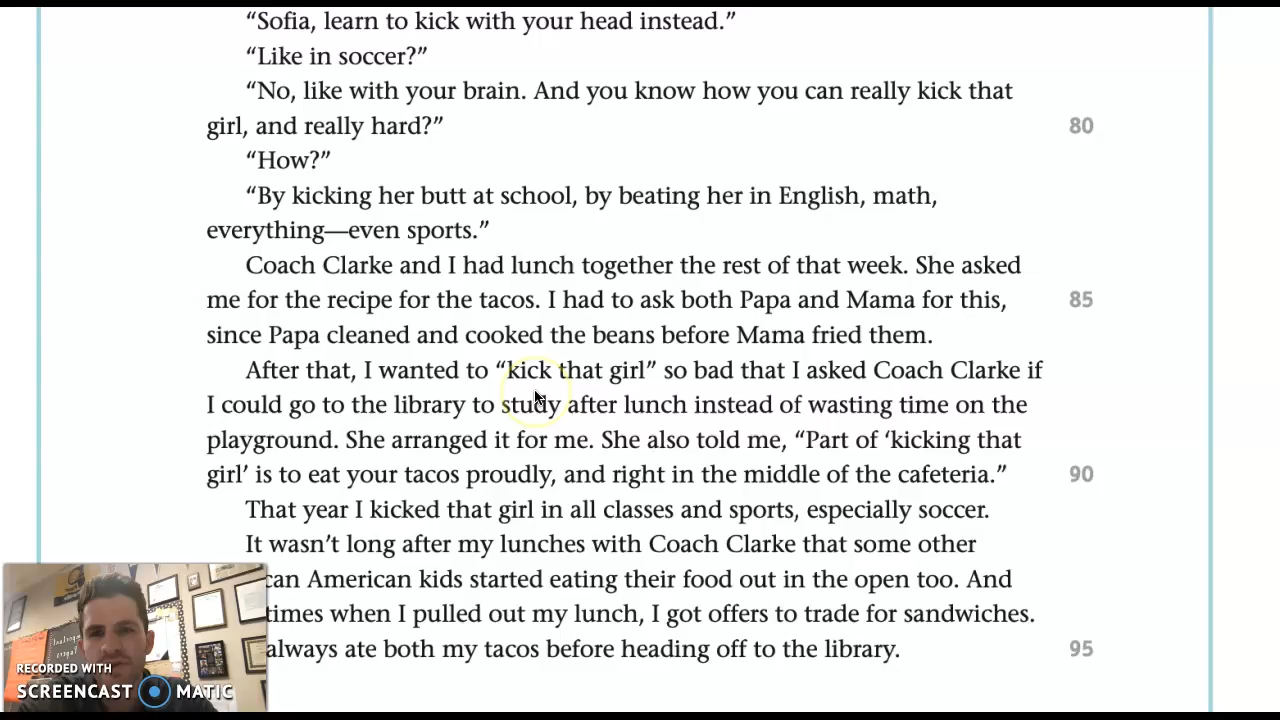 “Sofia, learn to kick with your head instead.”
“Like in soccer?”
“No, like with your brain. And you know how you can really kick that
girl, and really hard?” 80
“How?”
“By kicking her butt at school, by beating her in English, math,
everything—even sports.”
Coach Clarke and I had lunch together the rest of that week. She asked
me for the recipe for the tacos. I had to ask both Papa and Mama for this, 85
since Papa cleaned and cooked the beans before Mama fried them.
After that, I wanted to “kick that girl” so bad that I asked Coach Clarke if
I could go to the library to study after lunch instead of wasting time on the
playground. She arranged it for me. She also told me, “Part of ‘kicking that
girl’ is to eat your tacos proudly, and right in the middle of the cafeteria.” 90
That year I kicked that girl in all classes and sports, especially soccer.
It wasn’t long after my lunches with Coach Clarke that some other
can American kids started eating their food out in the open too. And
times when I pulled out my lunch, I got offers to trade for sandwiches.
always ate both my tacos before heading off to the library. 95
RECORDED WITH
SCREENCAST MATIC